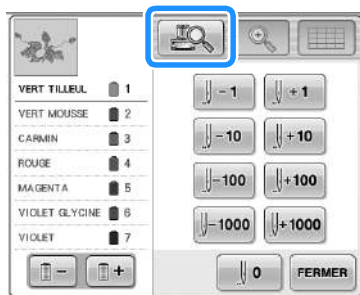 VERT TILLEUL 1
VERT MOUSSE 2
CARMIN 3
ROUGE 4
MAGENTA 5
VIOLET GLYCINE 6
VIOLET 7
- +
-1 +1
-10 +10
-100 +100
-1000 +1000
0 FERMER